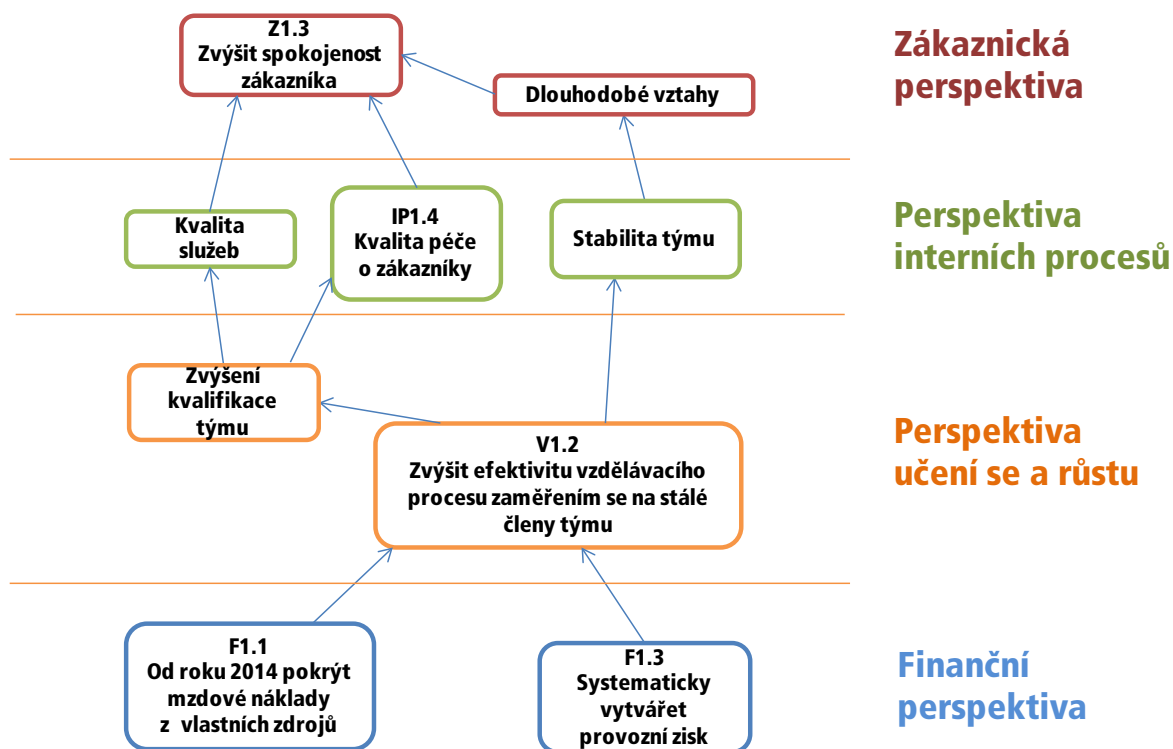 Z1.3
Zvýšit spokojenost
zákazníka
Dlouhodobé vztahy
Zákaznická
perspektiva
Kvalita
služeb
IP1.4
Kvalita péče
o zákazníky
Stabilita týmu
Perspektiva
interních procesů
Zvýšení
kvalifikace
týmu
V1.2
Zvýšit efektivitu vzdělávacího
procesu zaměřením se na stálé
členy týmu
Perspektiva
učení se a růstu
F1.1
Od roku 2014 pokrýt
mzdové náklady
z vlastních zdrojů
F1.3
Systematicky
vytvářet
provozní zisk
Finanční
perspektiva